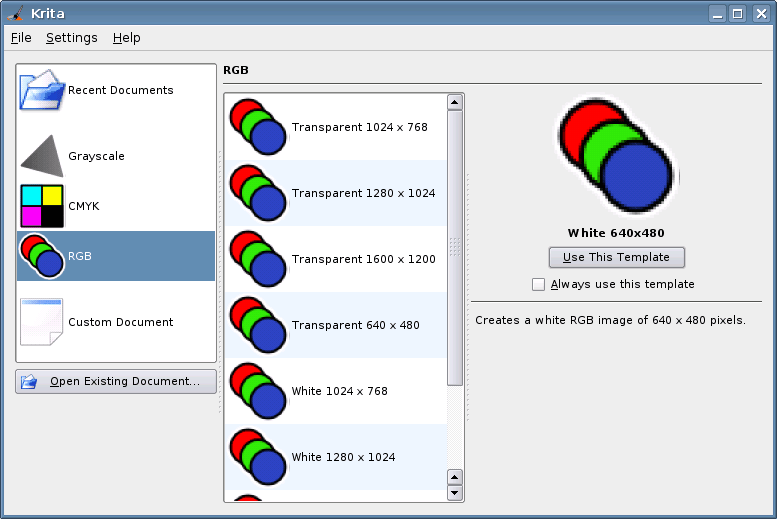 Krita
File Settings Help
Recent Documents
Grayscale
CMYK
RGB
Custom Document
Open Existing Document...
RGB
Transparent 1024 x 768
Transparent 1280 x 1024
Transparent 1600 x 1200
Transparent 640 x 480
White 1024 x 768
White 1280 x 1024
White 640x480
Use This Template
Always use this template
Creates a white RGB image of 640 x 480 pixels.